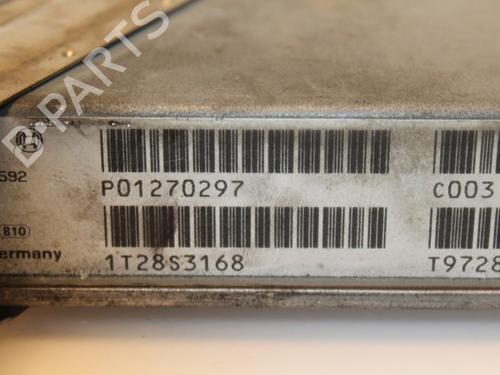 B-PARTS
592
P01270297
C003
810
ermany
1T28S3168
T9728